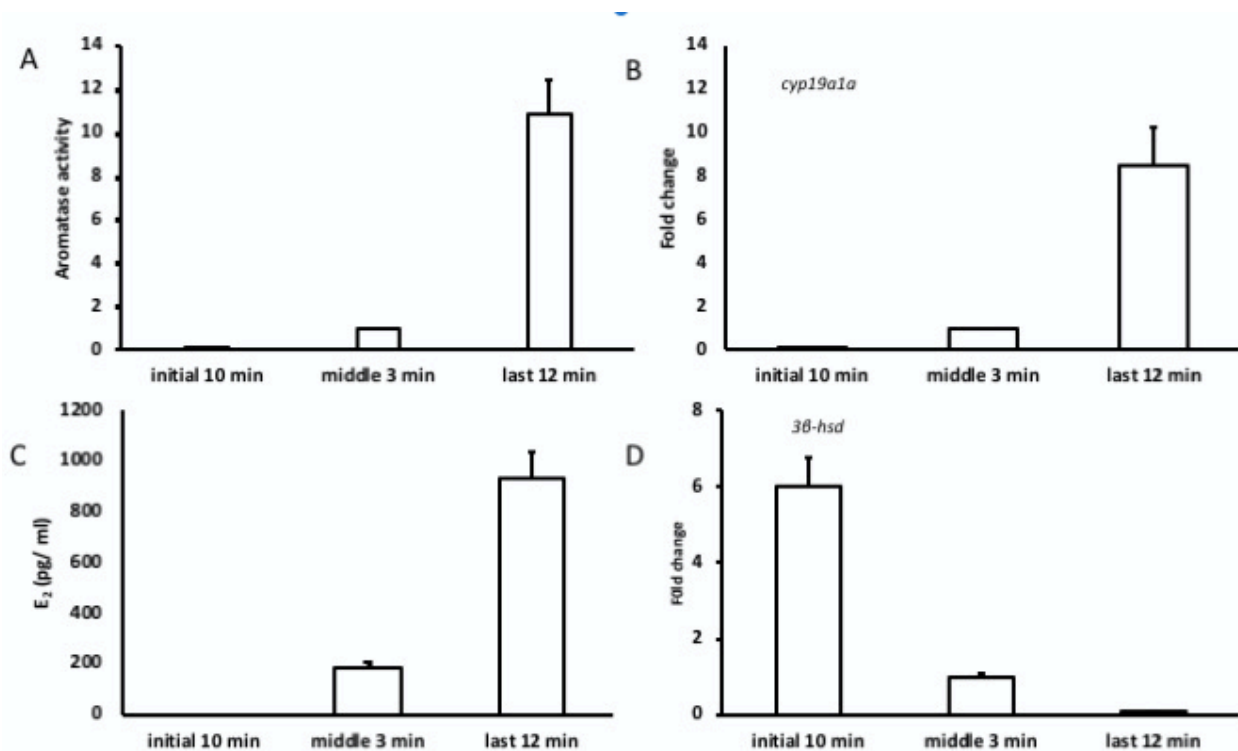 A
Aromatase activity
14
12
10
8
6
4
2
0
initial 10 min middle 3 min last 12 min
B
cyp19a1a
Fold change
14
12
10
8
6
4
2
0
initial 10 min middle 3 min last 12 min
C
E₂ (pg/ ml)
1200
1000
800
600
400
200
0
initial 10 min middle 3 min last 12 min
D
3β-hsd
F0ld change
8
6
4
2
0
initial 10 min middle 3 min last 12 min